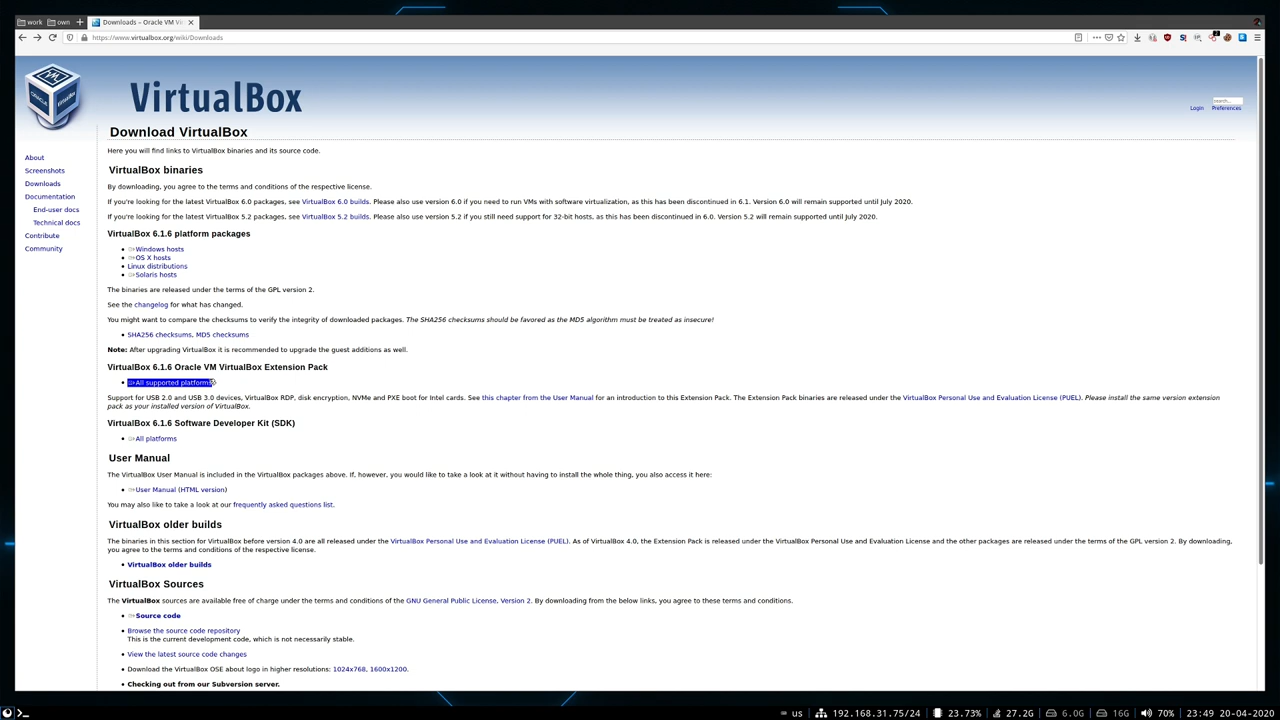 work own Downloads – Oracle VM Vi
https://www.virtualbox.org/wiki/Downloads
VirtualBox
search...
Login Preferences
Download VirtualBox
Here you will find links to VirtualBox binaries and its source code.
About
Screenshots
Downloads
Documentation
End-user docs
Technical docs
Contribute
Community
VirtualBox binaries
By downloading, you agree to the terms and conditions of the respective license.
If you're looking for the latest VirtualBox 6.0 packages, see VirtualBox 6.0 builds. Please also use version 6.0 if you need to run VMs with software virtualization, as this has been discontinued in 6.1. Version 6.0 will remain supported until July 2020.
If you're looking for the latest VirtualBox 5.2 packages, see VirtualBox 5.2 builds. Please also use version 5.2 if you still need support for 32-bit hosts, as this has been discontinued in 6.0. Version 5.2 will remain supported until July 2020.
VirtualBox 6.1.6 platform packages
Windows hosts
OS X hosts
Linux distributions
Solaris hosts
The binaries are released under the terms of the GPL version 2.
See the changelog for what has changed.
You might want to compare the checksums to verify the integrity of downloaded packages. The SHA256 checksums should be favored as the MD5 algorithm must be treated as insecure!
SHA256 checksums, MD5 checksums
Note: After upgrading VirtualBox it is recommended to upgrade the guest additions as well.
VirtualBox 6.1.6 Oracle VM VirtualBox Extension Pack
All supported platforms
Support for USB 2.0 and USB 3.0 devices, VirtualBox RDP, disk encryption, NVMe and PXE boot for Intel cards. See this chapter from the User Manual for an introduction to this Extension Pack. The Extension Pack binaries are released under the VirtualBox Personal Use and Evaluation License (PUEL). Please install the same version extension
pack as your installed version of VirtualBox.
VirtualBox 6.1.6 Software Developer Kit (SDK)
All platforms
User Manual
The VirtualBox User Manual is included in the VirtualBox packages above. If, however, you would like to take a look at it without having to install the whole thing, you also access it here:
User Manual (HTML version)
You may also like to take a look at our frequently asked questions list.
VirtualBox older builds
The binaries in this section for VirtualBox before version 4.0 are all released under the VirtualBox Personal Use and Evaluation License (PUEL). As of VirtualBox 4.0, the Extension Pack is released under the VirtualBox Personal Use and Evaluation License and the other packages are released under the terms of the GPL version 2. By downloading,
you agree to the terms and conditions of the respective license.
VirtualBox older builds
VirtualBox Sources
The VirtualBox sources are available free of charge under the terms and conditions of the GNU General Public License, Version 2. By downloading from the below links, you agree to these terms and conditions.
Source code
Browse the source code repository
This is the current development code, which is not necessarily stable.
View the latest source code changes
Download the VirtualBox OSE about logo in higher resolutions: 1024x768, 1600x1200.
Checking out from our Subversion server.
us 192.168.31.75/24 23.73% 27.2G 6.0G 16G 70% 23:49 20-04-2020